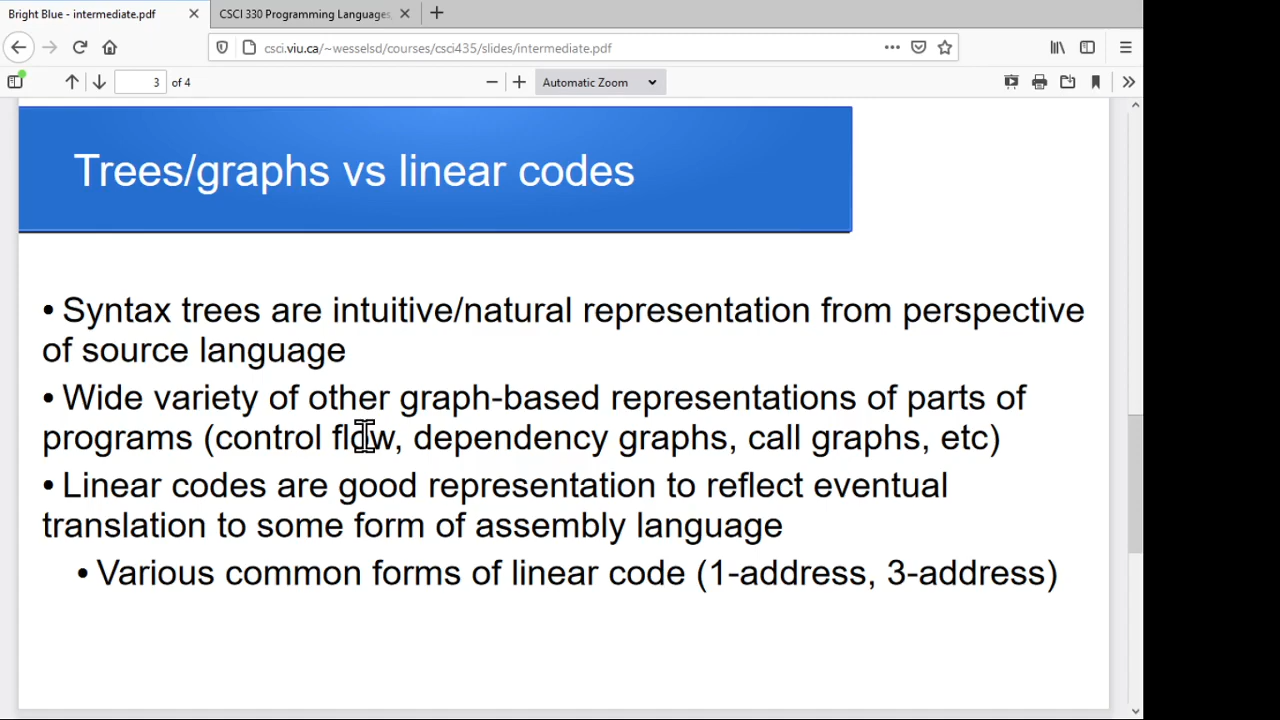 Bright Blue - intermediate.pdf
CSCI 330 Programming Languages,
csci.viu.ca/~wesselsd/courses/csci435/slides/intermediate.pdf
3 of 4
Automatic Zoom
Trees/graphs vs linear codes
• Syntax trees are intuitive/natural representation from perspective
of source language
• Wide variety of other graph-based representations of parts of
programs (control flow, dependency graphs, call graphs, etc)
• Linear codes are good representation to reflect eventual
translation to some form of assembly language
• Various common forms of linear code (1-address, 3-address)